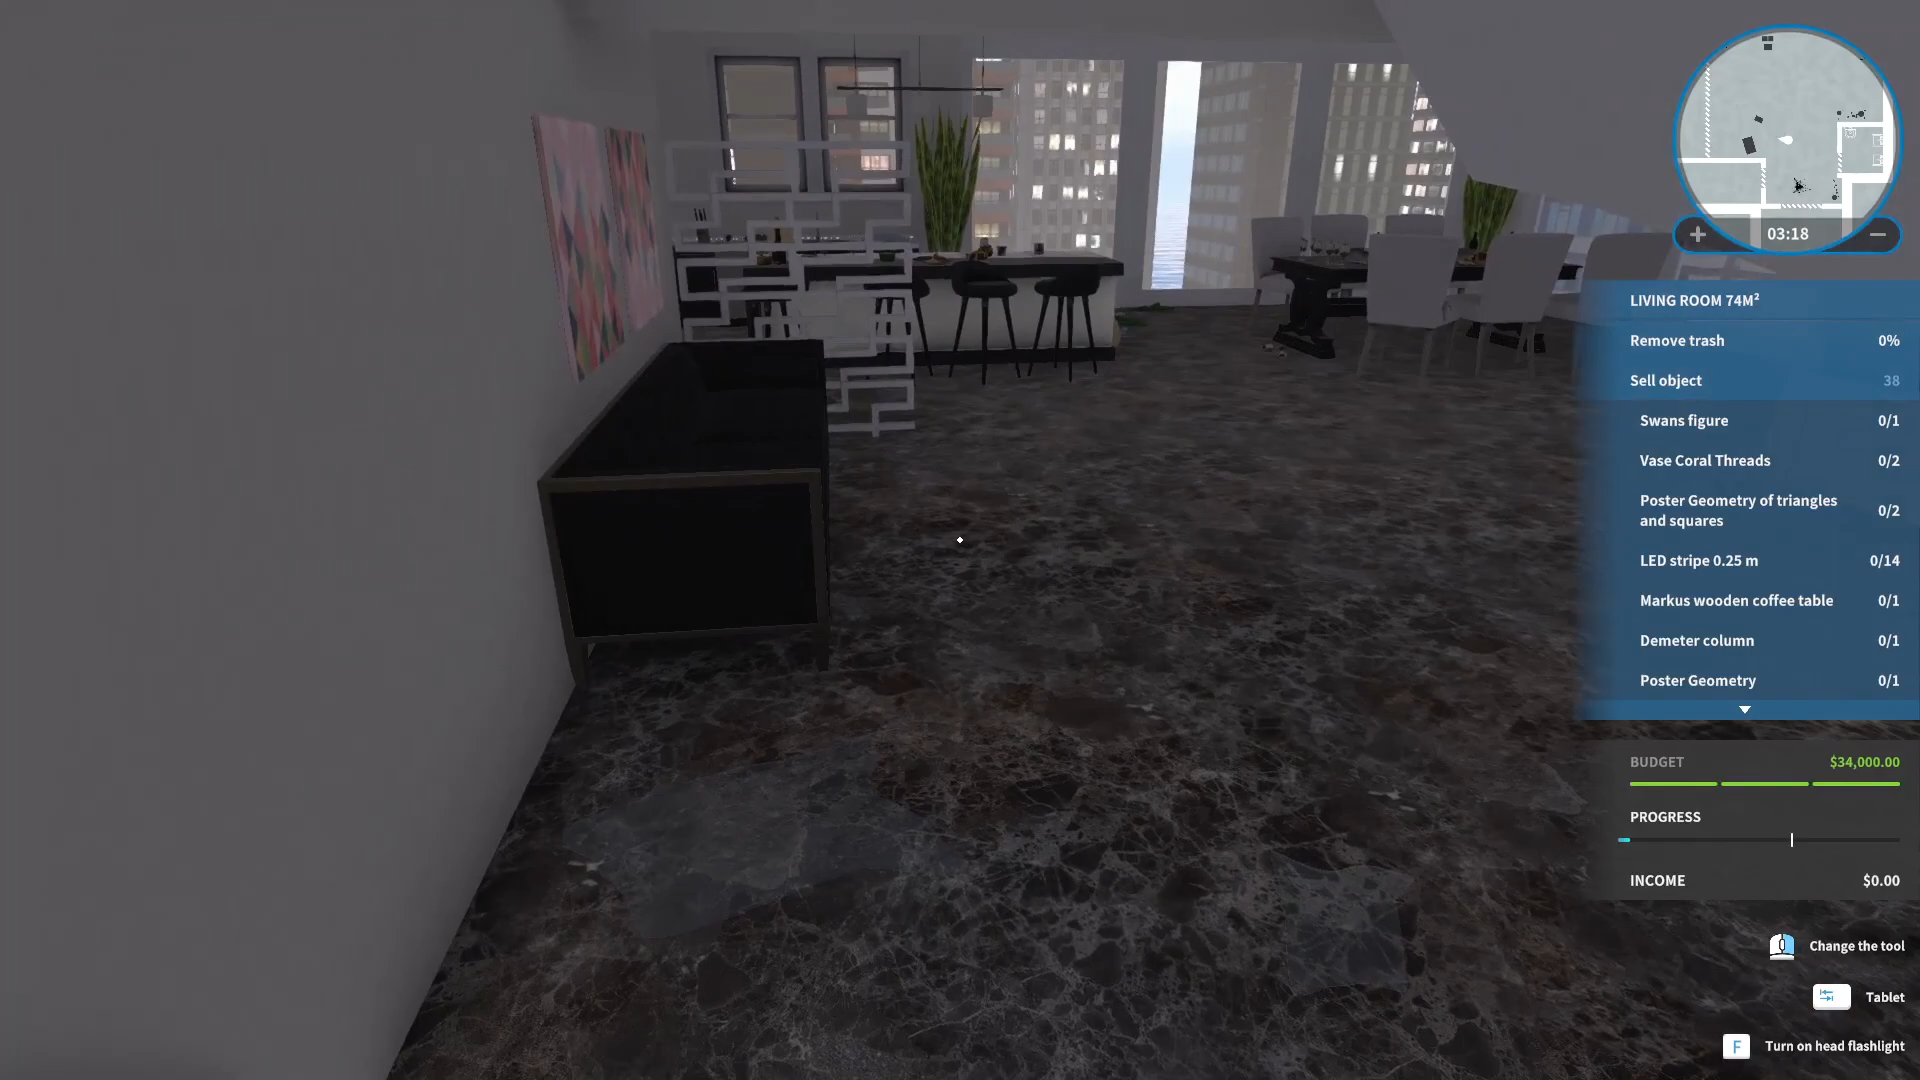 03:18
LIVING ROOM 74M²
Remove trash 0%
Sell object 38
Swans figure 0/1
Vase Coral Threads 0/2
Poster Geometry of triangles
and squares 0/2
LED stripe 0.25 m 0/14
Markus wooden coffee table 0/1
Demeter column 0/1
Poster Geometry 0/1
BUDGET $34,000.00
PROGRESS
INCOME $0.00
Change the tool
Tablet
F Turn on head flashlight